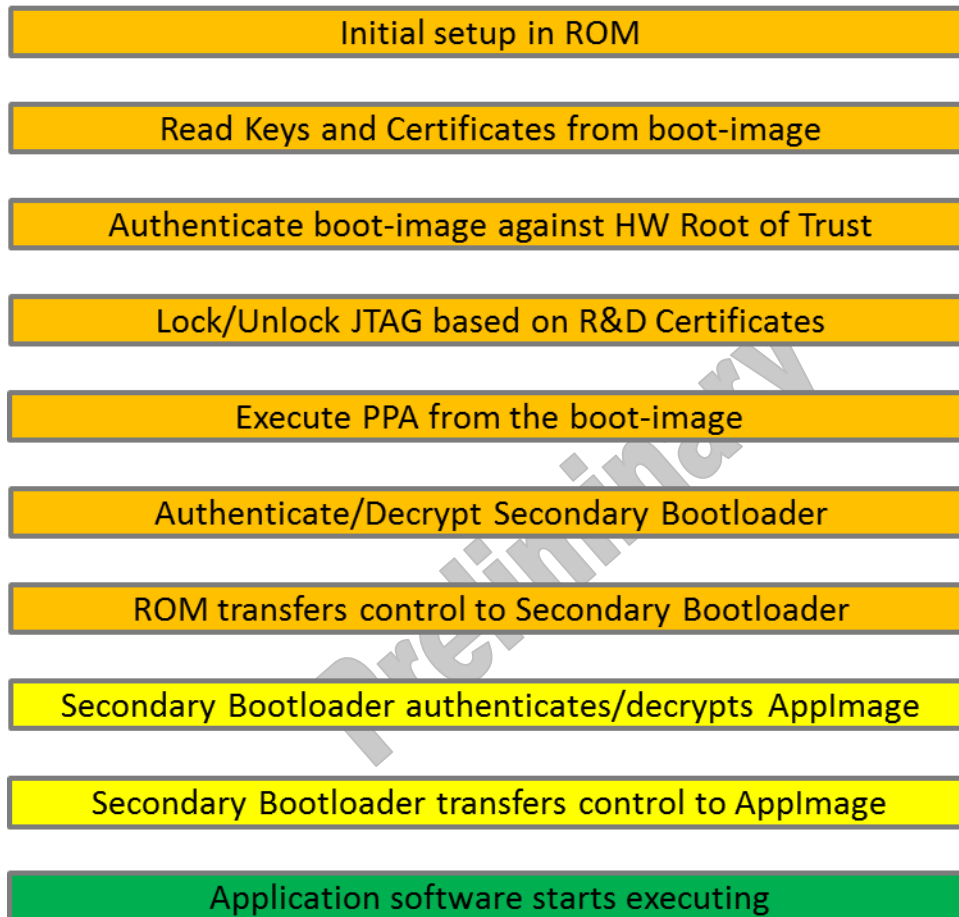 Initial setup in ROM
Read Keys and Certificates from boot-image
Authenticate boot-image against HW Root of Trust
Lock/Unlock JTAG based on R&D Certificates
Execute PPA from the boot-image
Authenticate/Decrypt Secondary Bootloader
ROM transfers control to Secondary Bootloader
Secondary Bootloader authenticates/decrypts AppImage
Secondary Bootloader transfers control to AppImage
Application software starts executing
Preliminary